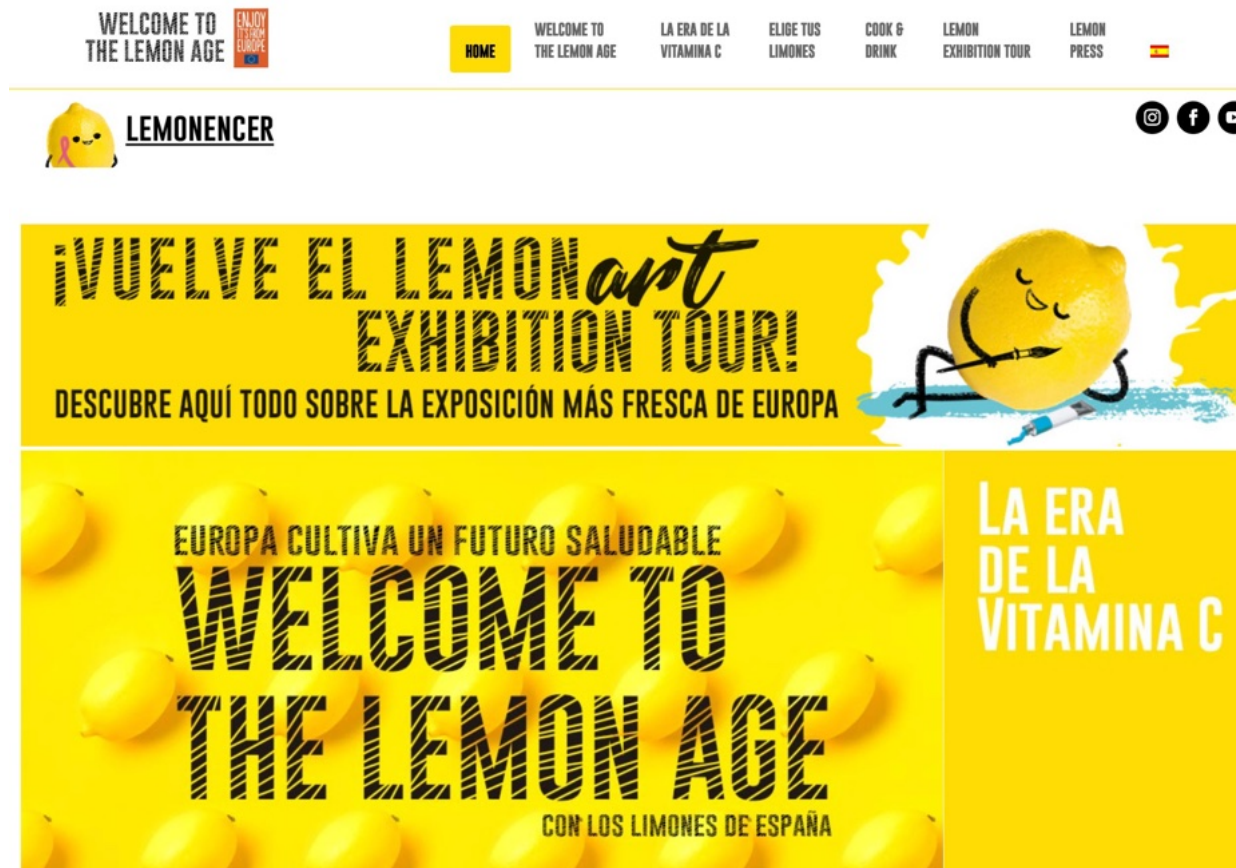 WELCOME TO
THE LEMON AGE
ENJOY
IT'S FROM
EUROPE
HOME
WELCOME TO
THE LEMON AGE
LA ERA DE LA
VITAMINA C
ELIGE TUS
LIMONES
COOK &
DRINK
LEMON
EXHIBITION TOUR
LEMON
PRESS
LEMONENCER
¡VUELVE EL LEMONart
EXHIBITION TOUR!
DESCUBRE AQUÍ TODO SOBRE LA EXPOSICIÓN MÁS FRESCA DE EUROPA
EUROPA CULTIVA UN FUTURO SALUDABLE
WELCOME TO
THE LEMON AGE
CON LOS LIMONES DE ESPAÑA
LA ERA
DE LA
VITAMINA C